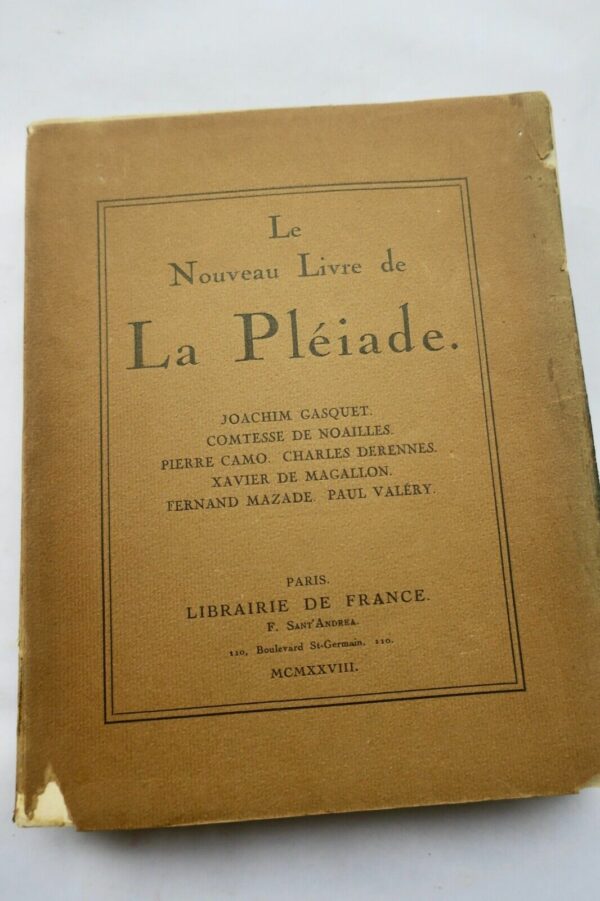 Le
Nouveau Livre de
La Pléiade.
JOACHIM GASQUET.
COMTESSE DE NOAILLES.
PIERRE CAMO. CHARLES DERENNES.
XAVIER DE MAGALLON.
FERNAND MAZADE. PAUL VALÉRY.
PARIS.
LIBRAIRIE DE FRANCE.
F. SANT'ANDREA.
110, Boulevard St-Germain, 110.
MCMXXVIII.